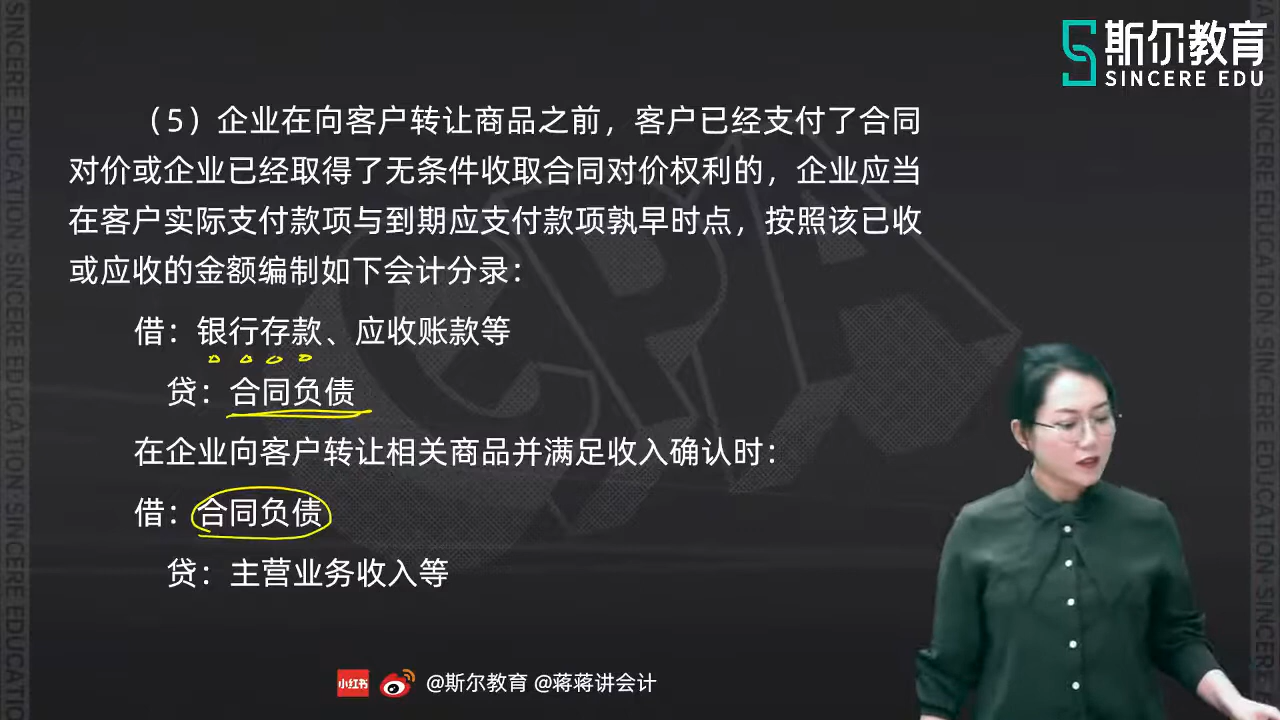 斯尔教育
SINCERE EDU
（5）企业在向客户转让商品之前，客户已经支付了合同
对价或企业已经取得了无条件收取合同对价权利的，企业应当
在客户实际支付款项与到期应支付款项孰早时点，按照该已收
或应收的金额编制如下会计分录：
借：银行存款、应收账款等
贷：合同负债
在企业向客户转让相关商品并满足收入确认时：
借：合同负债
贷：主营业务收入等
小红书 @斯尔教育 @蒋蒋讲会计
CPA
SINCERE EDUCATION·SINCERE EDUCATION